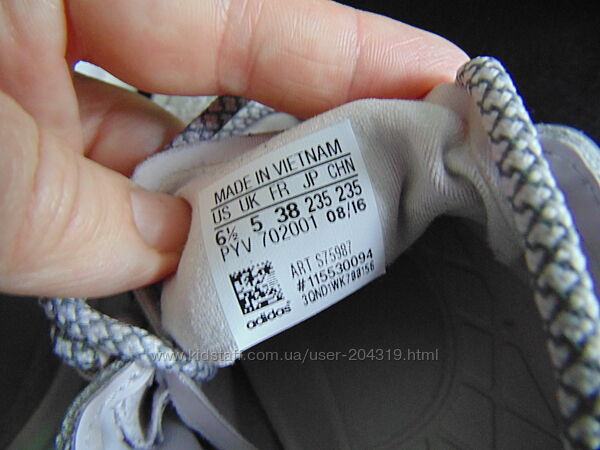 MADE IN VIETNAM
US UK FR JP CHN
6½ 5 38 235 235
PYV 702001 08/16
ART S75987
#115530094
adidas
www.kidstaff.com.ua/user-204319.html